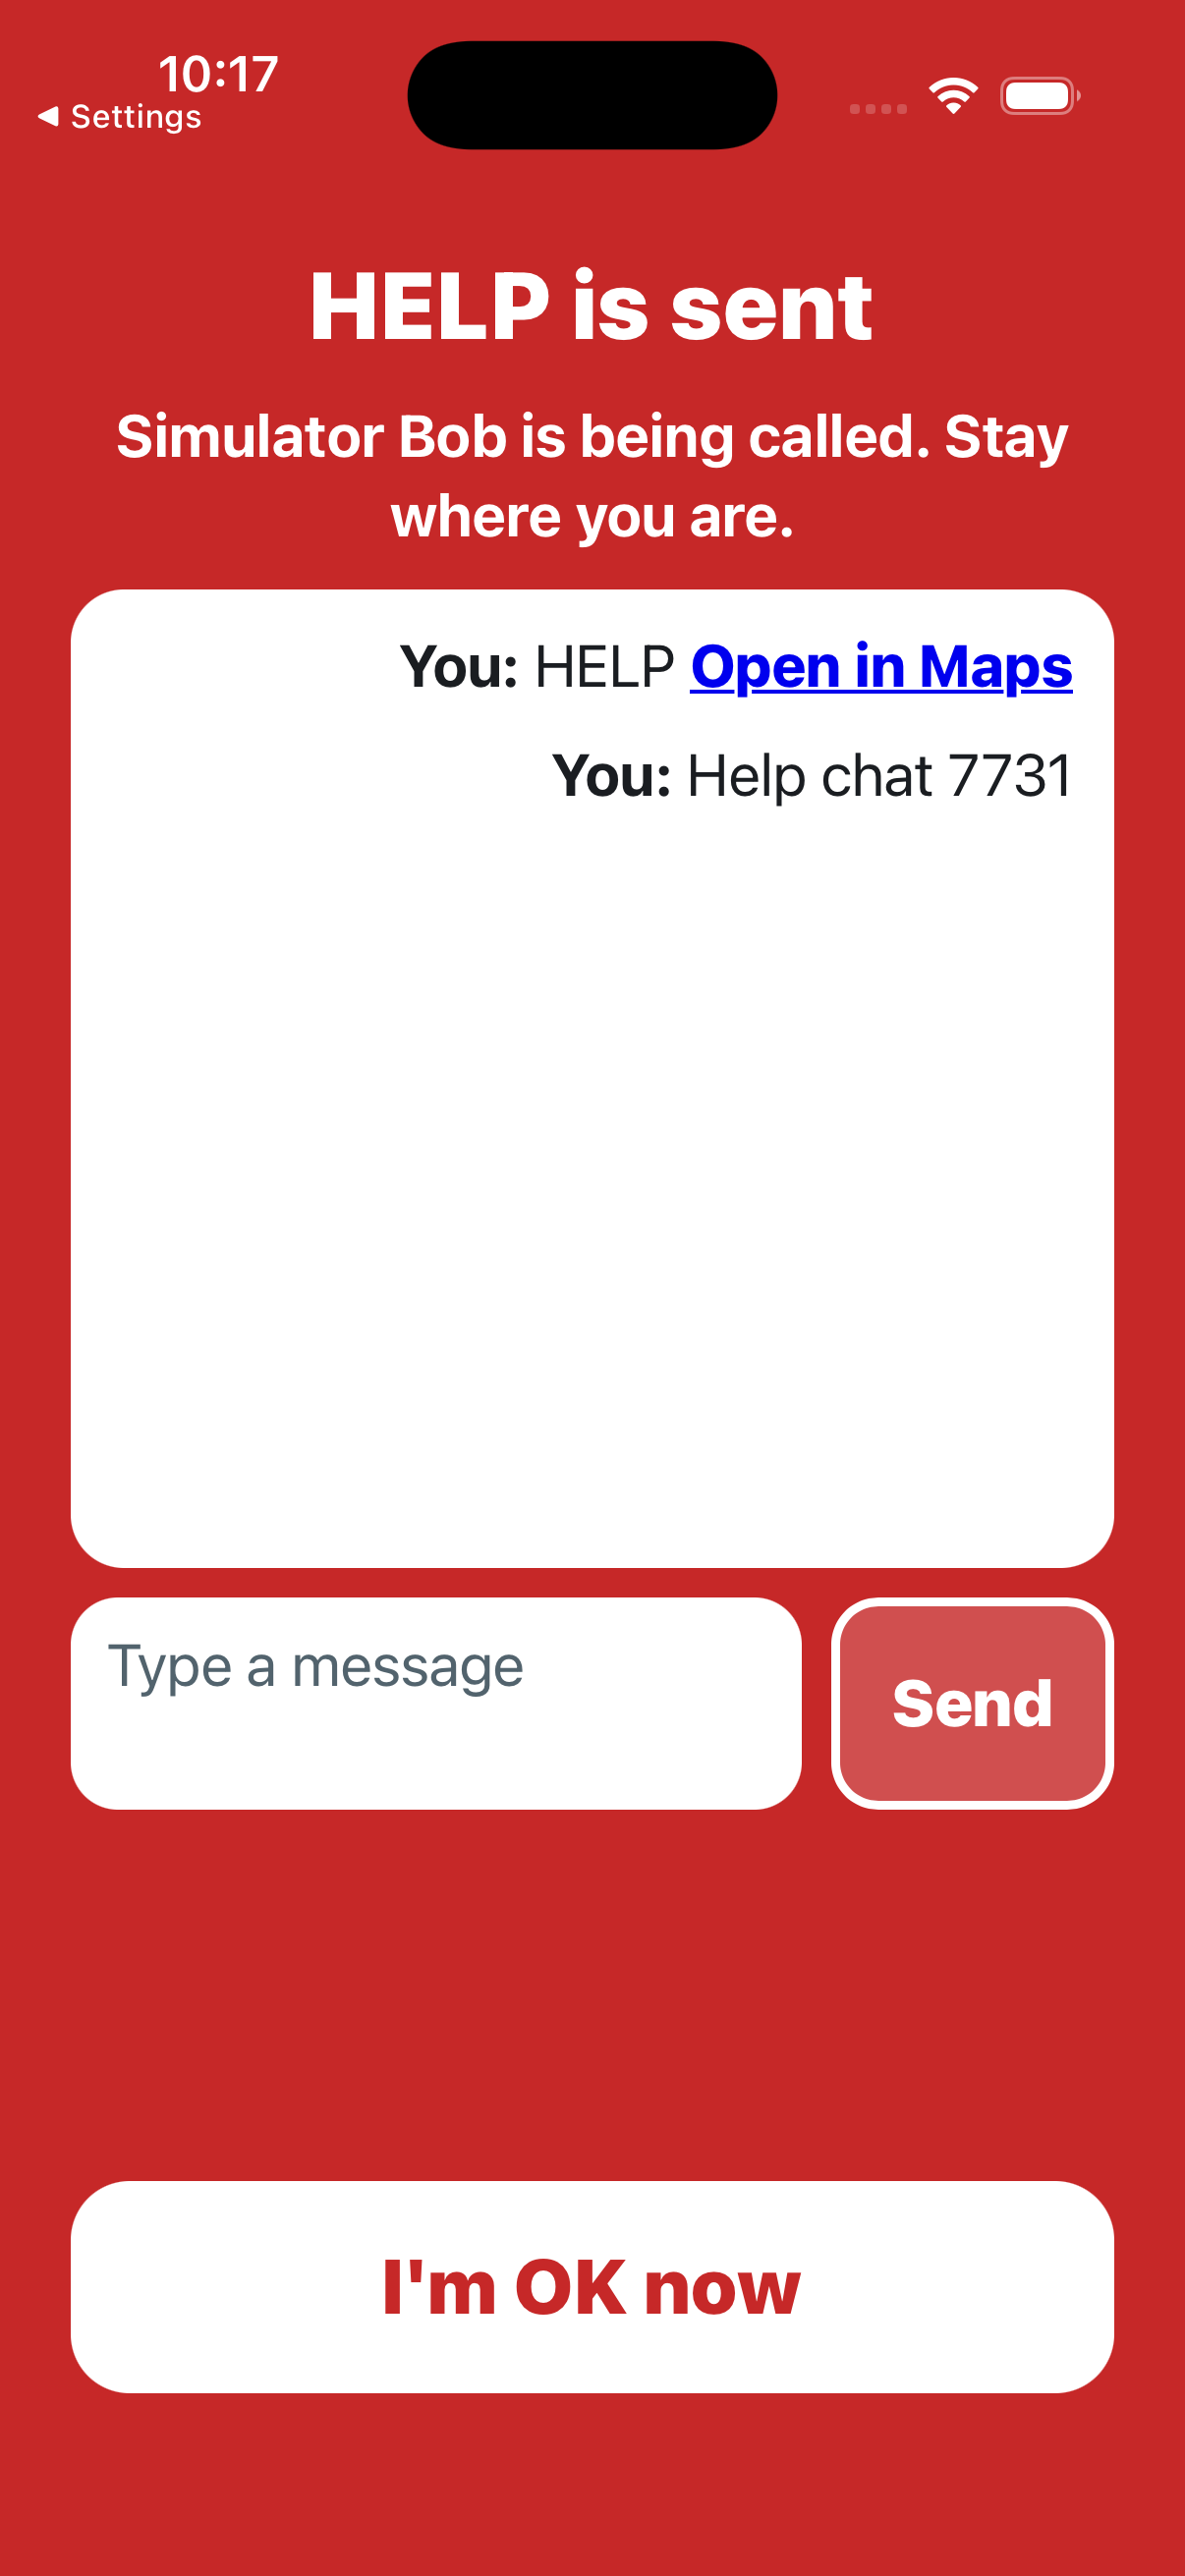 10:17
◀ Settings
HELP is sent
Simulator Bob is being called. Stay
where you are.
You: HELP Open in Maps
You: Help chat 7731
Type a message
Send
I'm OK now